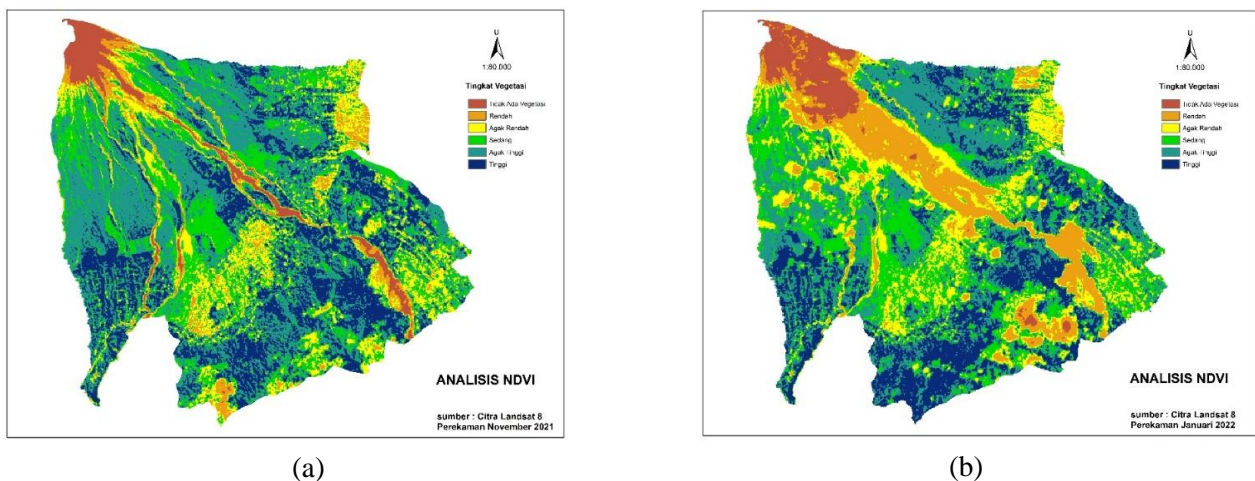 U
1:80.000
Tingkat Vegetasi
Tidak Ada Vegetasi
Rendah
Agak Rendah
Sedang
Agak Tinggi
Tinggi
ANALISIS NDVI
sumber : Citra Landsat 8
Perekaman November 2021
(a)
U
1:80.000
Tingkat Vegetasi
Tidak Ada Vegetasi
Rendah
Agak Rendah
Sedang
Agak Tinggi
Tinggi
ANALISIS NDVI
sumber : Citra Landsat 8
Perekaman Januari 2022
(b)